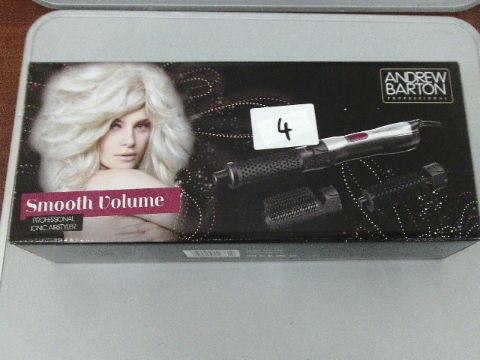 ANDREW
BARTON
PROFESSIONAL
4
Smooth Volume
PROFESSIONAL
IONIC AIRSTYLER